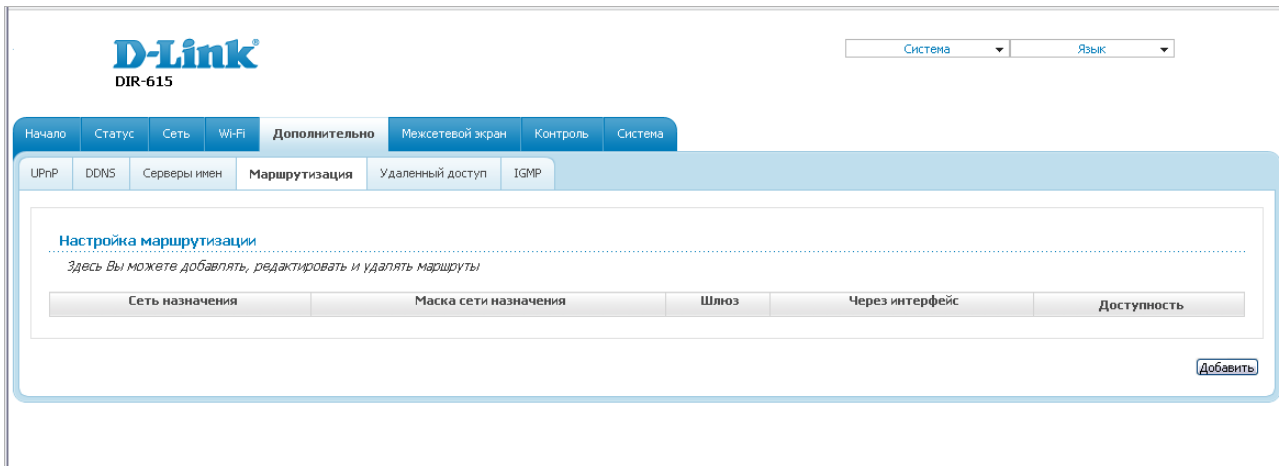 D-Link®
DIR-615
Система Язык
Начало Статус Сеть Wi-Fi Дополнительно Межсетевой экран Контроль Система
UPnP DDNS Серверы имен Маршрутизация Удаленный доступ IGMP
Настройка маршрутизации
Здесь Вы можете добавлять, редактировать и удалять маршруты
Сеть назначения Маска сети назначения Шлюз Через интерфейс Доступность
Добавить